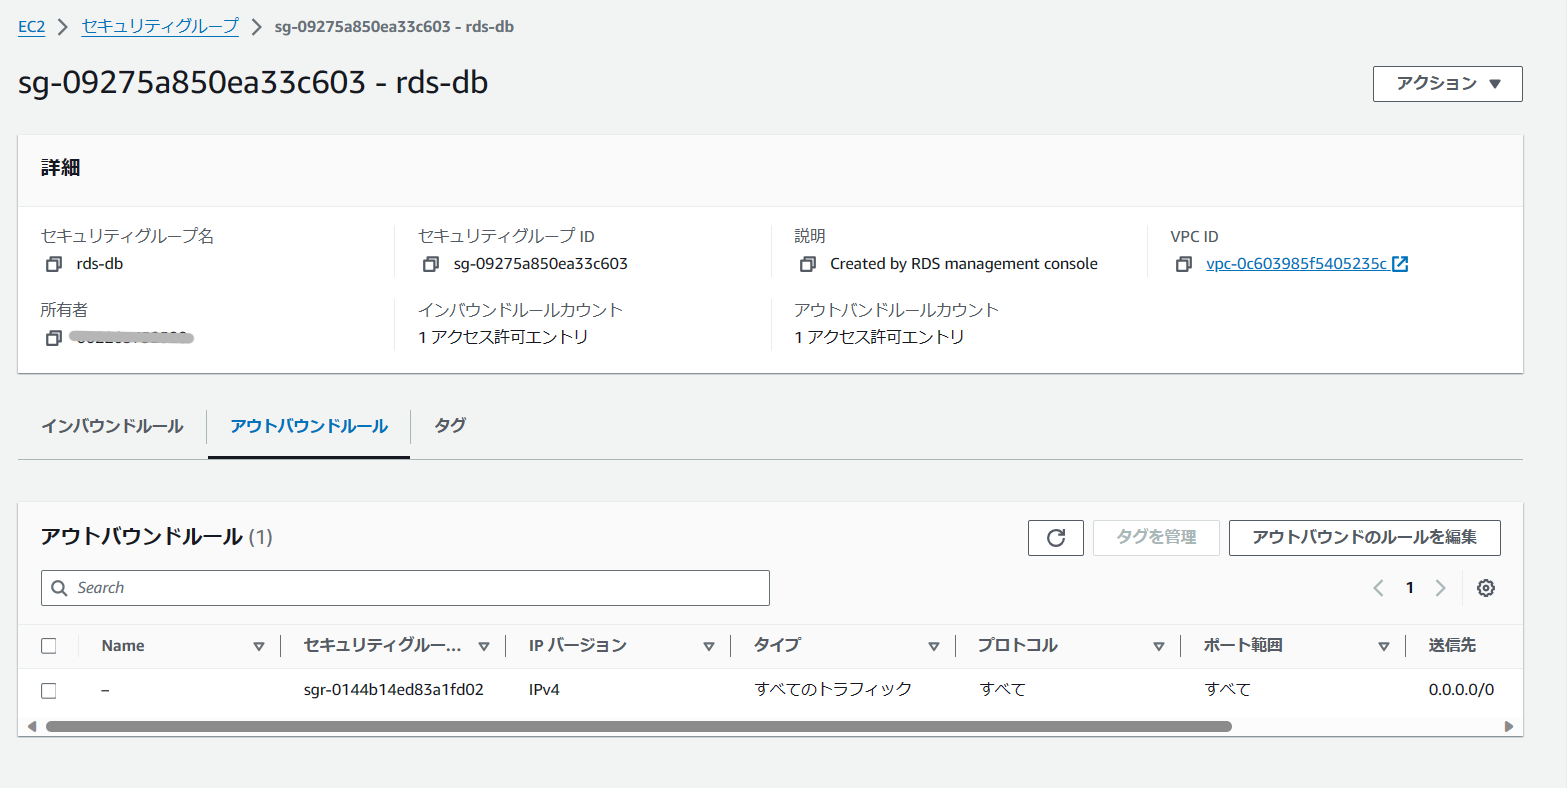 EC2 > セキュリティグループ > sg-09275a850ea33c603 - rds-db
sg-09275a850ea33c603 - rds-db
アクション ▼
詳細
セキュリティグループ名
rds-db
セキュリティグループ ID
sg-09275a850ea33c603
説明
Created by RDS management console
VPC ID
vpc-0c603985f5405235c
所有者
インバウンドルールカウント
1 アクセス許可エントリ
アウトバンドルールカウント
1 アクセス許可エントリ
インバウンドルール アウトバウンドルール タグ
アウトバウンドルール (1)
タグを管理 アウトバウンドのルールを編集
Search
1
Name セキュリティグルー... IP バージョン タイプ プロトコル ポート範囲 送信先
– sgr-0144b14ed83a1fd02 IPv4 すべてのトラフィック すべて すべて 0.0.0.0/0